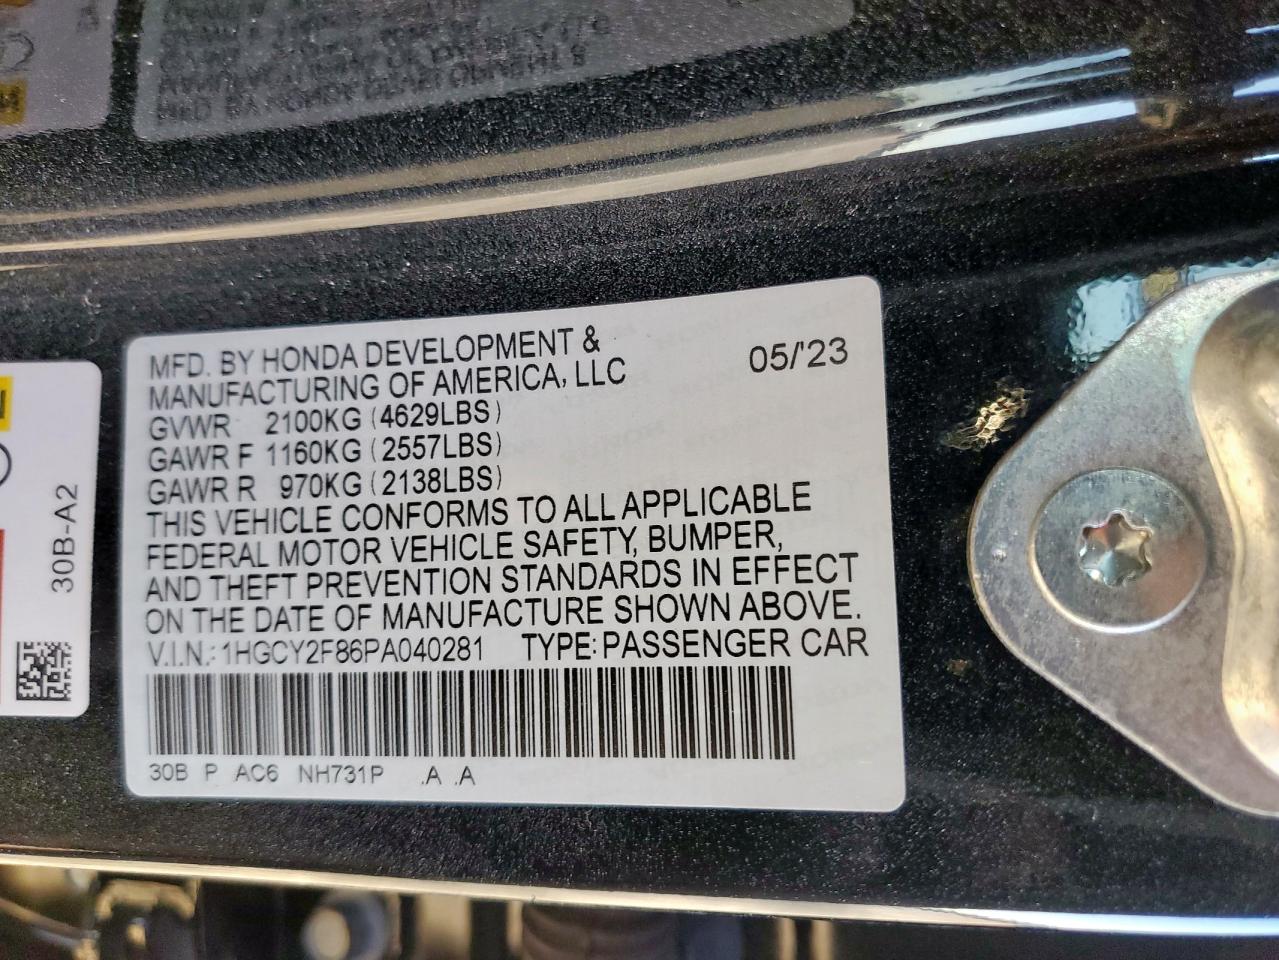 MFD. BY HONDA DEVELOPMENT &
MANUFACTURING OF AMERICA, LLC 05/'23
GVWR 2100KG (4629LBS)
GAWR F 1160KG (2557LBS)
GAWR R 970KG (2138LBS)
THIS VEHICLE CONFORMS TO ALL APPLICABLE
FEDERAL MOTOR VEHICLE SAFETY, BUMPER,
AND THEFT PREVENTION STANDARDS IN EFFECT
ON THE DATE OF MANUFACTURE SHOWN ABOVE.
V.I.N.: 1HGCY2F86PA040281 TYPE: PASSENGER CAR
30B P AC6 NH731P .A .A
30B-A2